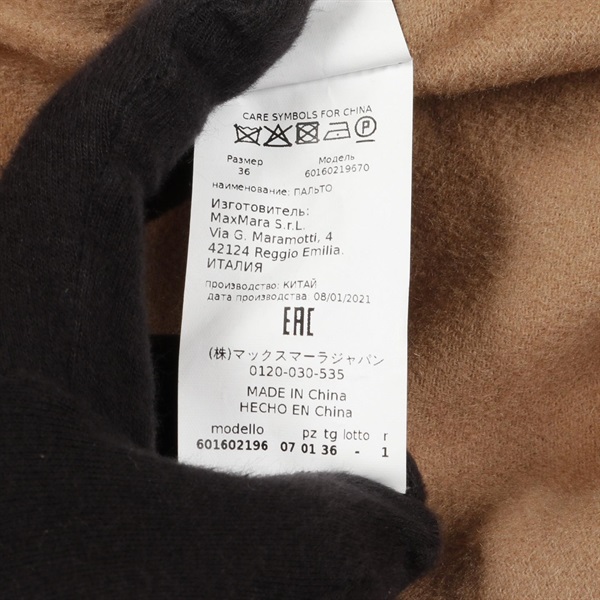 CARE SYMBOLS FOR CHINA
P
Размер Модель
36 60160219670
наименование: ПАЛЬТО
Изготовитель:
MaxMara S.r.L.
Via G. Maramotti, 4
42124 Reggio Emilia.
ИТАЛИЯ
производство: КИТАЙ
дата производства: 08/01/2021
EAC
(株)マックスマーラジャパン
0120-030-535
MADE IN China
HECHO EN China
modello pz tg lotto r
601602196 07 01 36 - 1